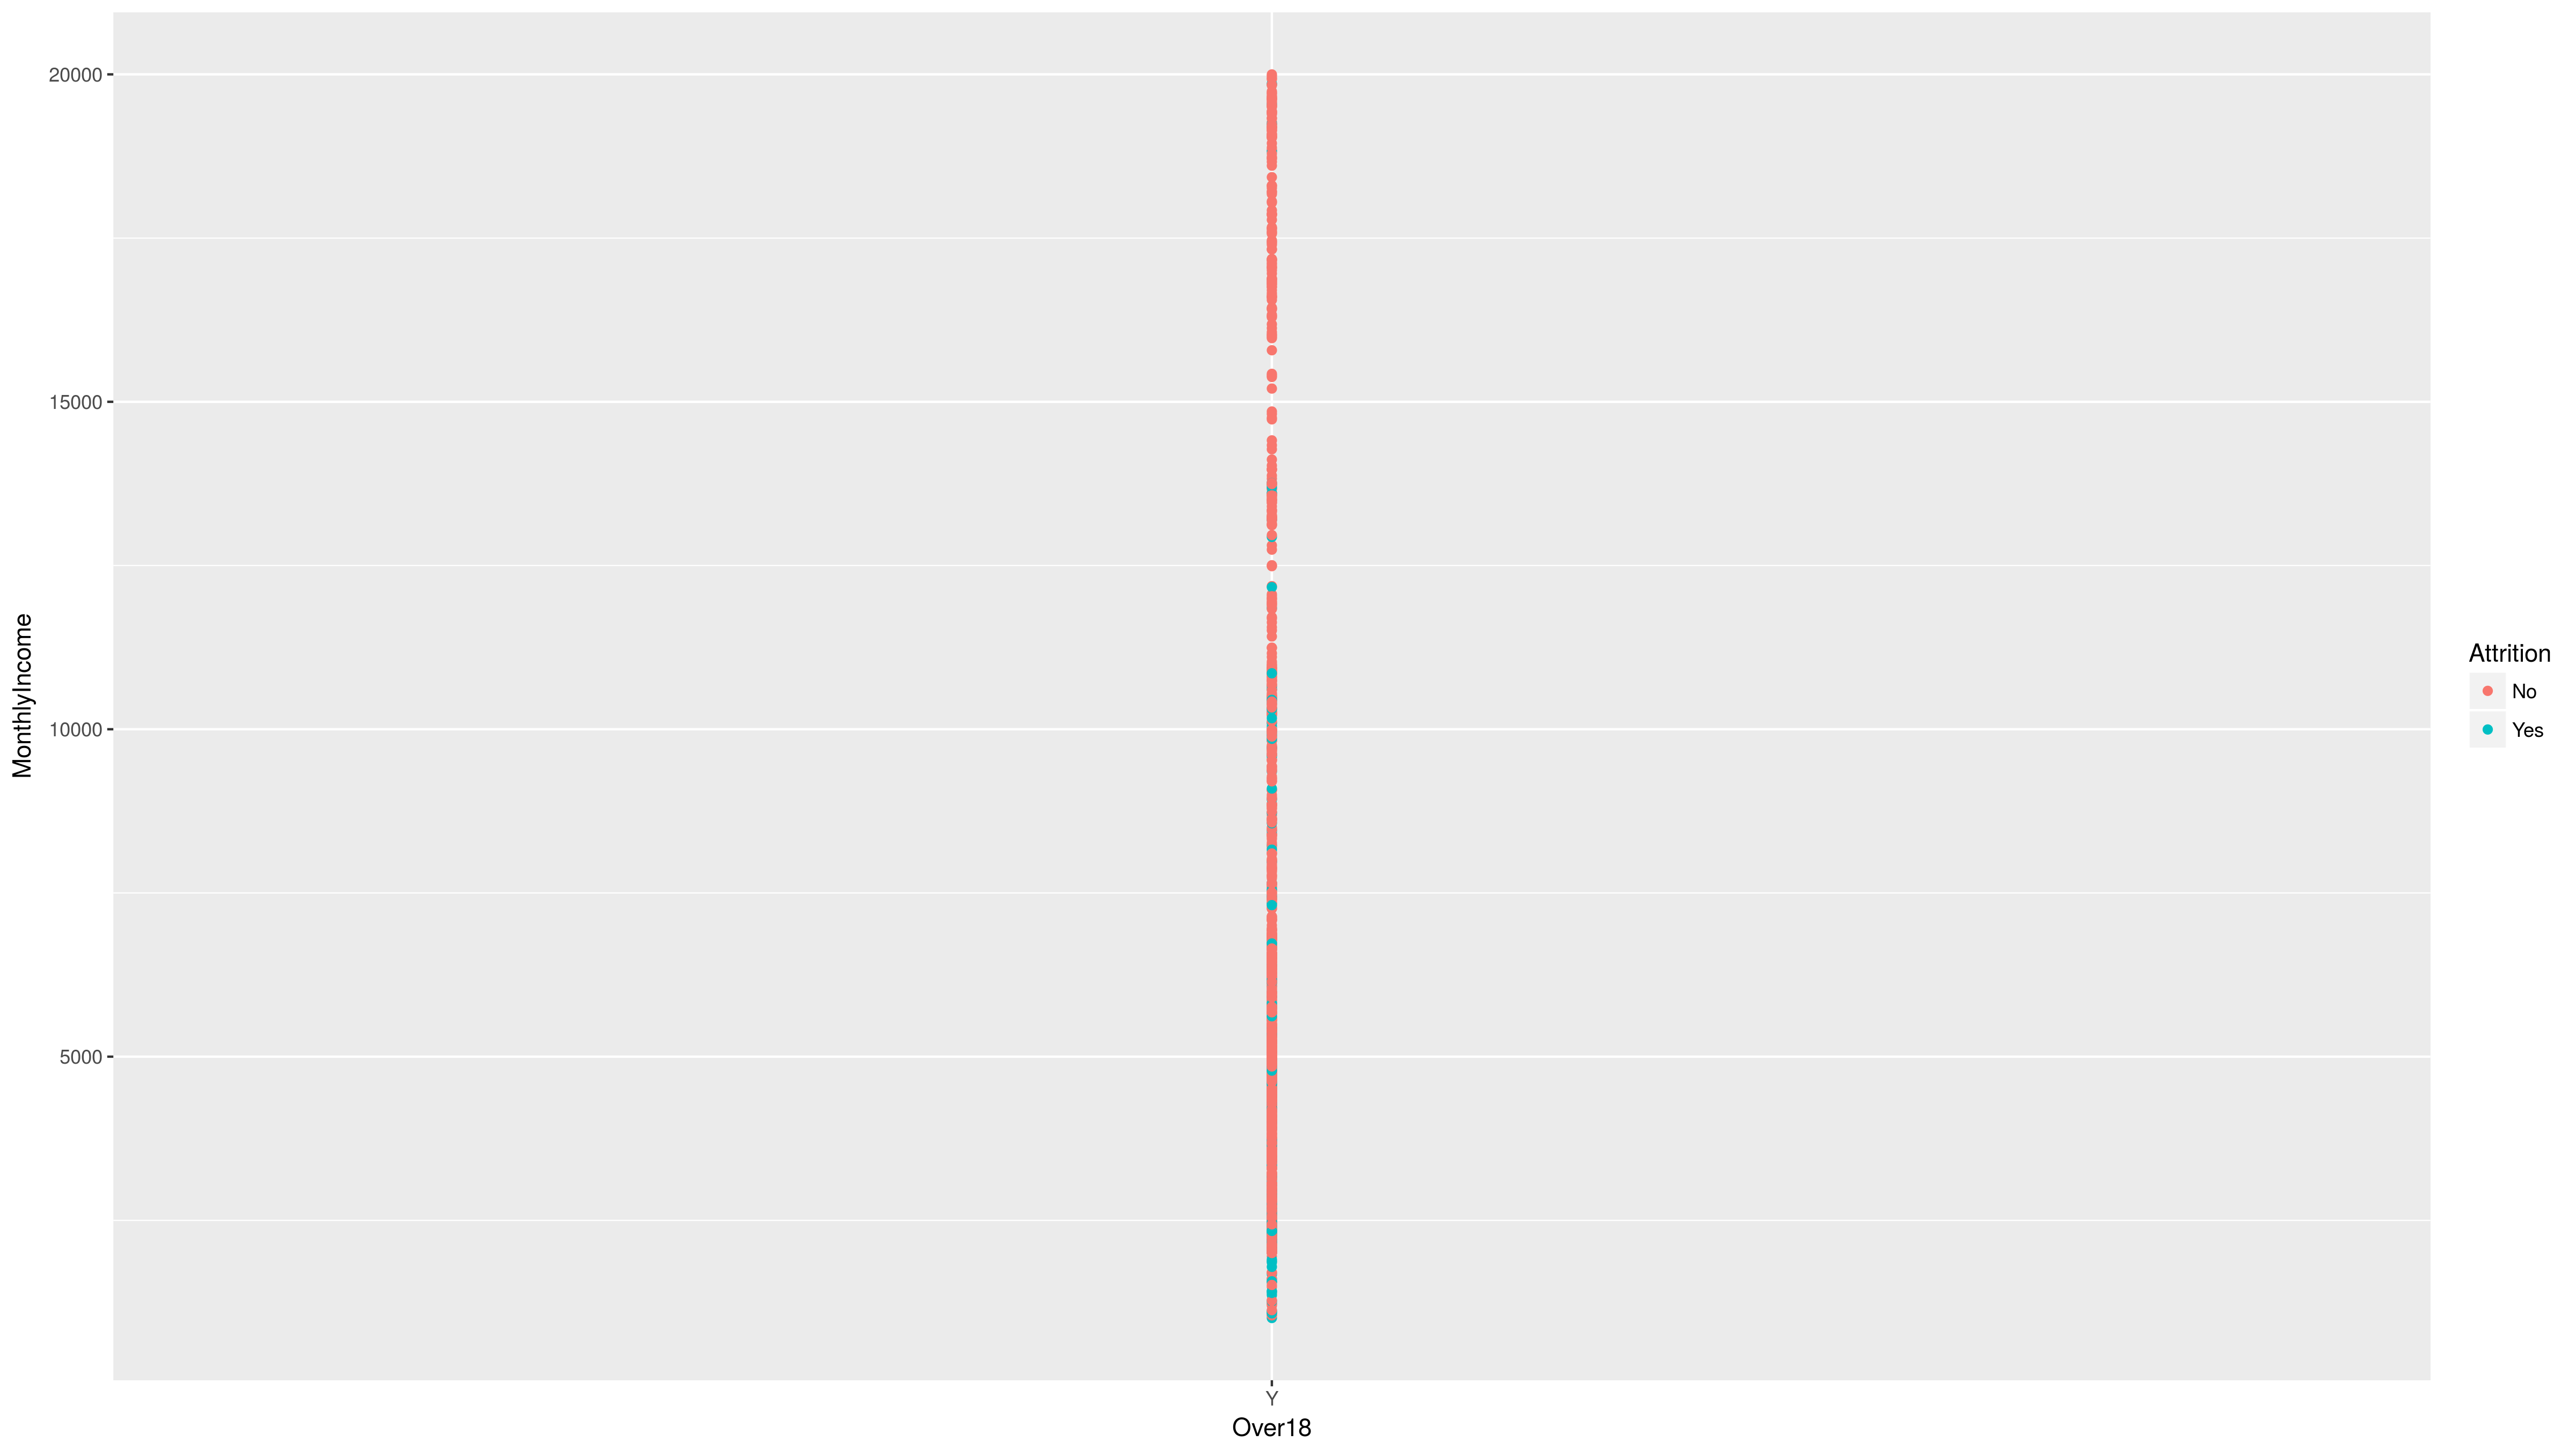 20000
15000
10000
5000
MonthlyIncome
Y
Over18
Attrition
No
Yes